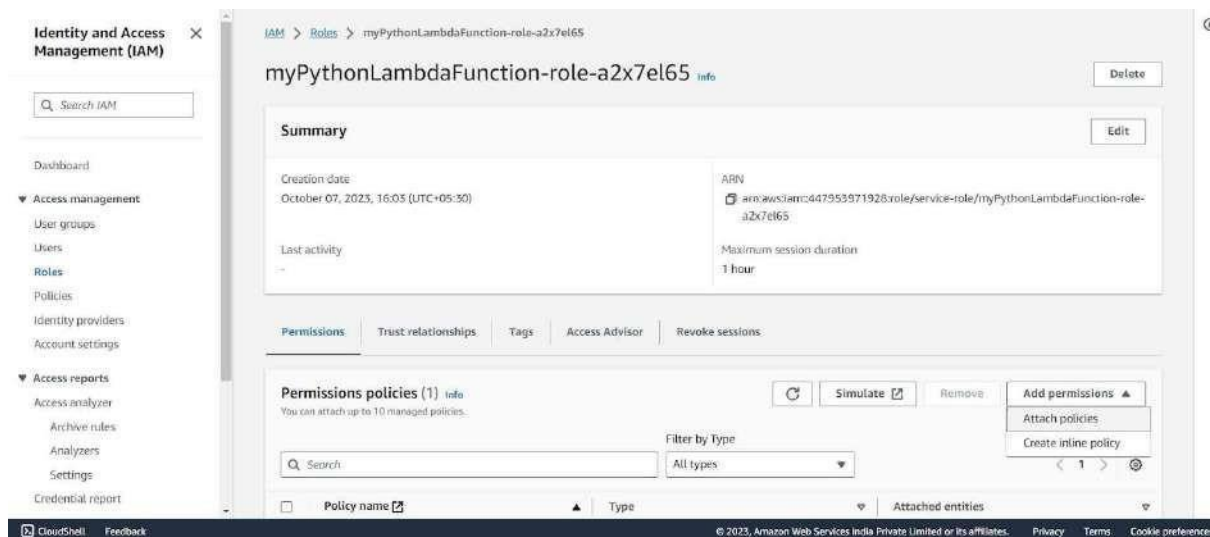 Identity and Access
Management (IAM)
Search IAM
Dashboard
Access management
User groups
Users
Roles
Policies
Identity providers
Account settings
Access reports
Access analyzer
Archive rules
Analyzers
Settings
Credential report
IAM > Roles > myPythonLambdaFunction-role-a2x7el65
myPythonLambdaFunction-role-a2x7el65 Info
Delete
Summary
Edit
Creation date
October 07, 2023, 16:03 (UTC+05:30)
ARN
arn:aws:iam::447953971928:role/service-role/myPythonLambdaFunction-role-
a2x7el65
Last activity
-
Maximum session duration
1 hour
Permissions Trust relationships Tags Access Advisor Revoke sessions
Permissions policies (1) Info
You can attach up to 10 managed policies.
Simulate Remove Add permissions
Attach policies
Create inline policy
Filter by Type
Search All types
< 1 >
Policy name Type Attached entities
CloudShell Feedback © 2023, Amazon Web Services India Private Limited or its affiliates. Privacy Terms Cookie preference